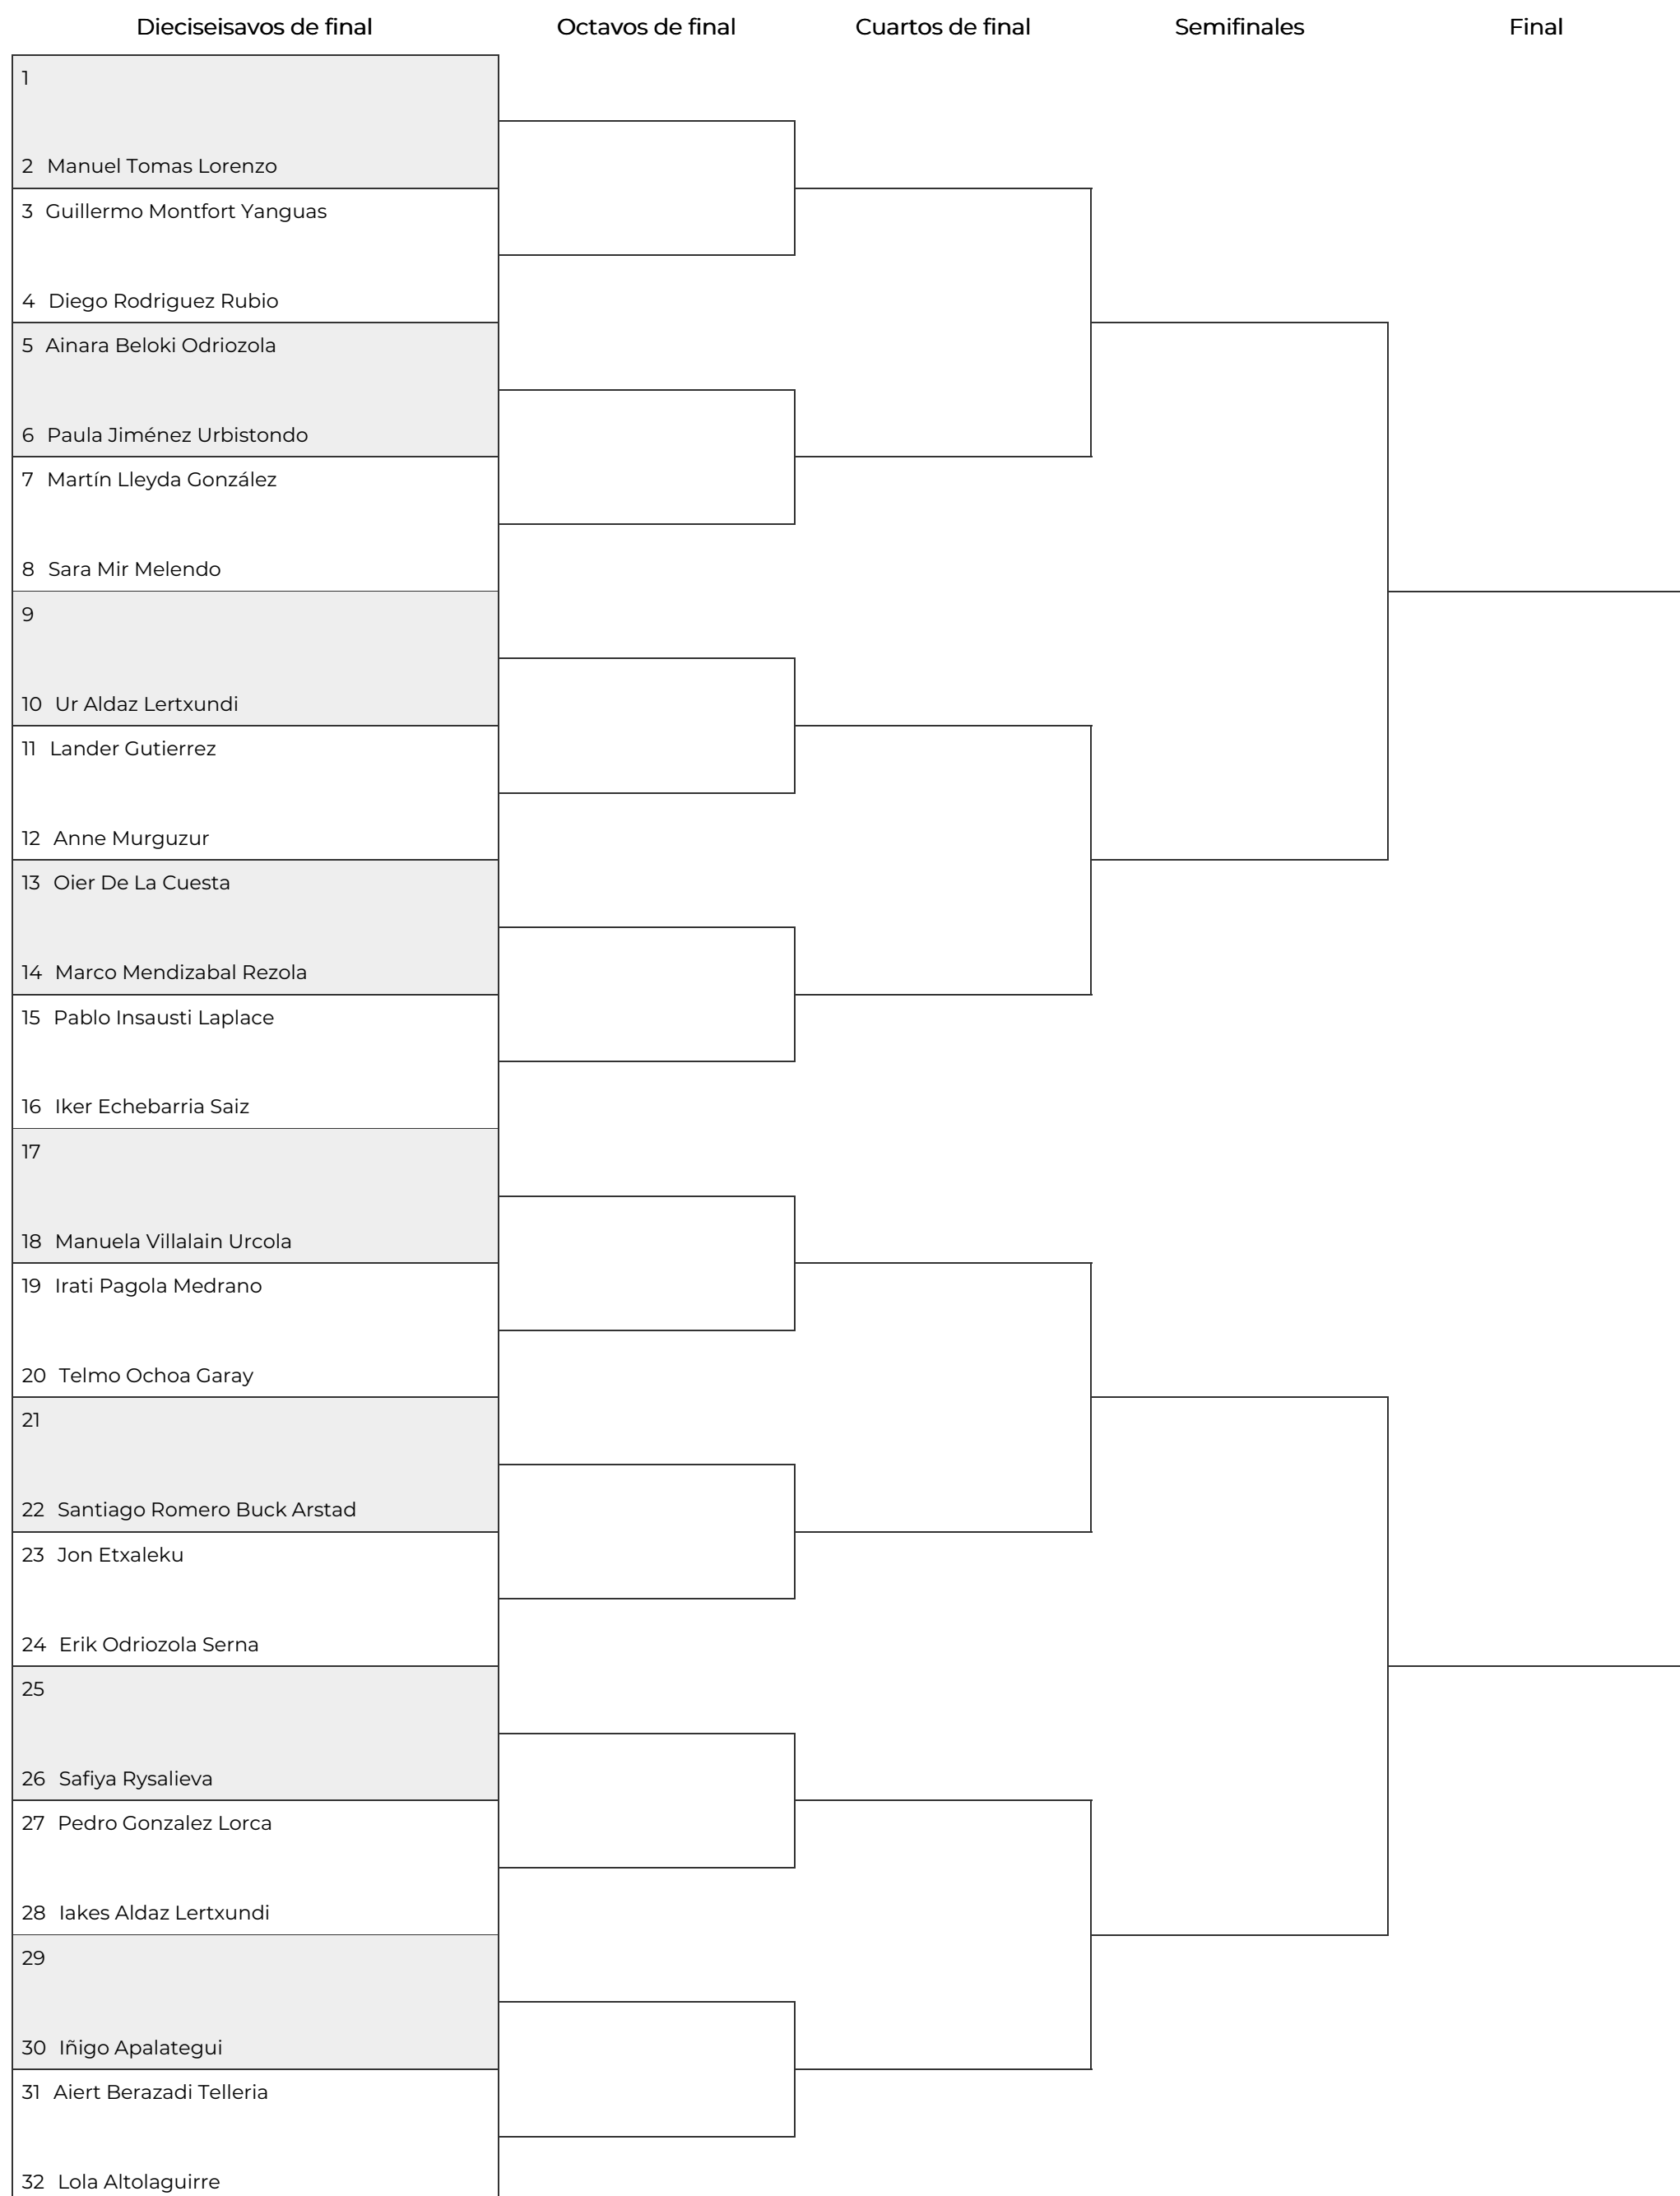 Dieciseisavos de final Octavos de final Cuartos de final Semifinales Final
1
2 Manuel Tomas Lorenzo
3 Guillermo Montfort Yanguas
4 Diego Rodriguez Rubio
5 Ainara Beloki Odriozola
6 Paula Jiménez Urbistondo
7 Martín Lleyda González
8 Sara Mir Melendo
9
10 Ur Aldaz Lertxundi
11 Lander Gutierrez
12 Anne Murguzur
13 Oier De La Cuesta
14 Marco Mendizabal Rezola
15 Pablo Insausti Laplace
16 Iker Echebarria Saiz
17
18 Manuela Villalain Urcola
19 Irati Pagola Medrano
20 Telmo Ochoa Garay
21
22 Santiago Romero Buck Arstad
23 Jon Etxaleku
24 Erik Odriozola Serna
25
26 Safiya Rysalieva
27 Pedro Gonzalez Lorca
28 Iakes Aldaz Lertxundi
29
30 Iñigo Apalategui
31 Aiert Berazadi Telleria
32 Lola Altolaguirre